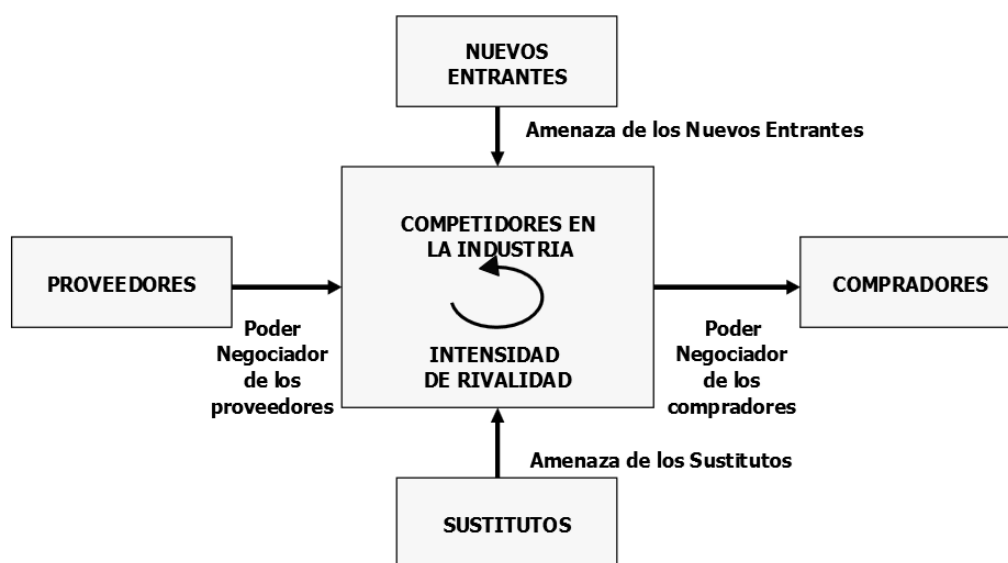 NUEVOS
ENTRANTES
Amenaza de los Nuevos Entrantes
COMPETIDORES EN
LA INDUSTRIA
PROVEEDORES
COMPRADORES
Poder
Negociador
de los
proveedores
INTENSIDAD
DE RIVALIDAD
Poder
Negociador
de los
compradores
Amenaza de los Sustitutos
SUSTITUTOS